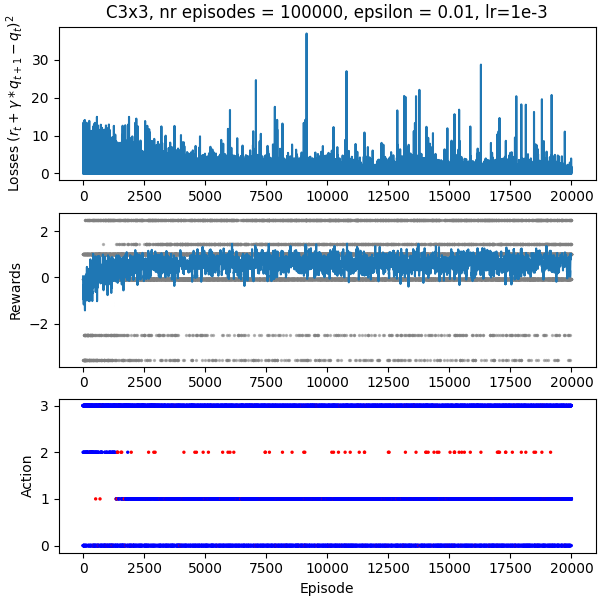 C3x3, nr episodes = 100000, epsilon = 0.01, lr=1e-3
Losses (r_t + γ * q_{t+1} − q_t)^2
30
20
10
0
0 2500 5000 7500 10000 12500 15000 17500 20000
Rewards
2
0
−2
0 2500 5000 7500 10000 12500 15000 17500 20000
Action
3
2
1
0
0 2500 5000 7500 10000 12500 15000 17500 20000
Episode